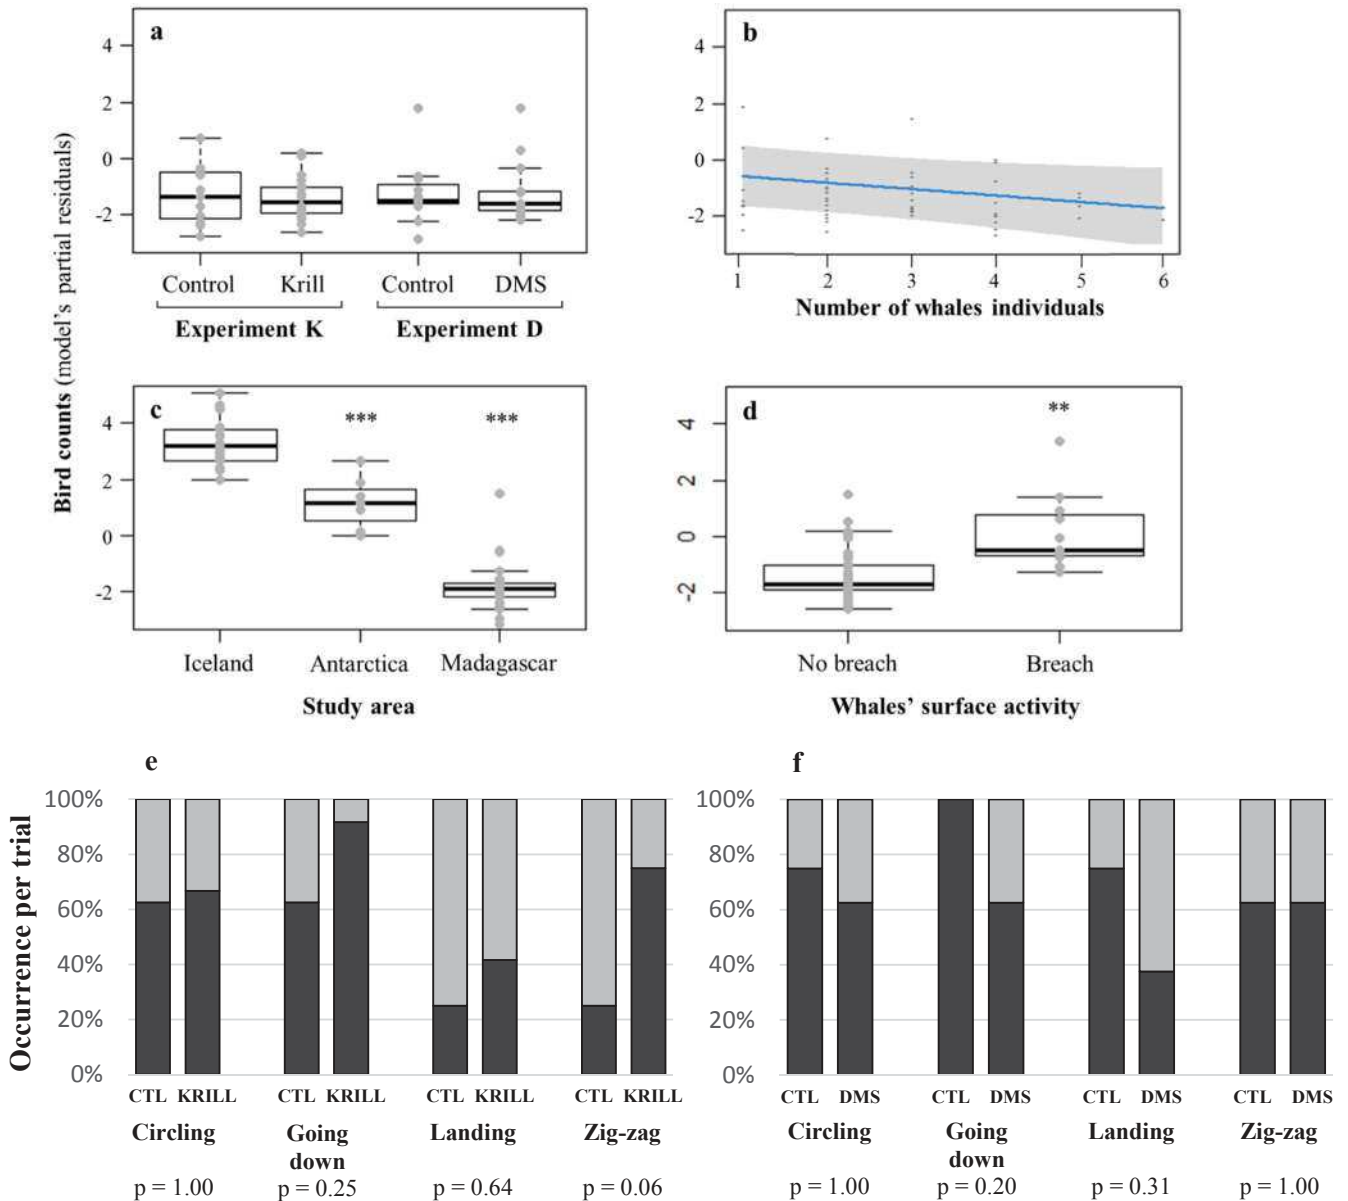 a
4
2
0
-2
Control Krill Control DMS
Experiment K Experiment D
b
4
2
0
-2
1 2 3 4 5 6
Number of whales individuals
Bird counts (model's partial residuals)
c
*** ***
4
2
0
-2
Iceland Antarctica Madagascar
Study area
d
**
4
2
0
-2
No breach Breach
Whales' surface activity
e
Occurrence per trial
100%
80%
60%
40%
20%
0%
CTL KRILL CTL KRILL CTL KRILL CTL KRILL
Circling Going Landing Zig-zag
down
p = 1.00 p = 0.25 p = 0.64 p = 0.06
f
100%
80%
60%
40%
20%
0%
CTL DMS CTL DMS CTL DMS CTL DMS
Circling Going Landing Zig-zag
down
p = 1.00 p = 0.20 p = 0.31 p = 1.00